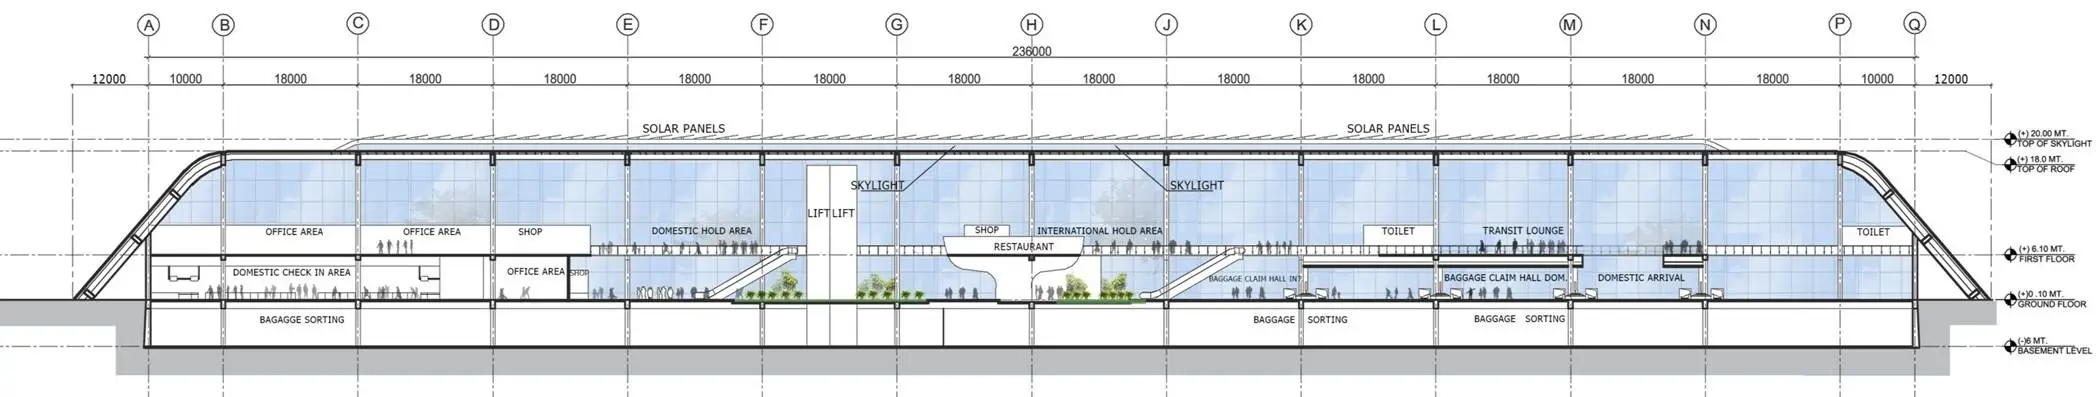 A B C D E F G H J K L M N P Q
236000
12000 10000 18000 18000 18000 18000 18000 18000 18000 18000 18000 18000 18000 18000 10000 12000
SOLAR PANELS SOLAR PANELS
(+) 20.00 MT.
TOP OF SKYLIGHT
(+) 18.0 MT.
TOP OF ROOF
SKYLIGHT SKYLIGHT
LIFT LIFT
OFFICE AREA OFFICE AREA SHOP DOMESTIC HOLD AREA SHOP INTERNATIONAL HOLD AREA TOILET TRANSIT LOUNGE TOILET
RESTAURANT
(+) 6.10 MT.
FIRST FLOOR
DOMESTIC CHECK IN AREA OFFICE AREA SHOP BAGGAGE CLAIM HALL INT BAGGAGE CLAIM HALL DOM. DOMESTIC ARRIVAL
(+)0 .10 MT.
GROUND FLOOR
BAGAGGE SORTING BAGGAGE SORTING BAGGAGE SORTING
(-)6 MT.
BASEMENT LEVEL